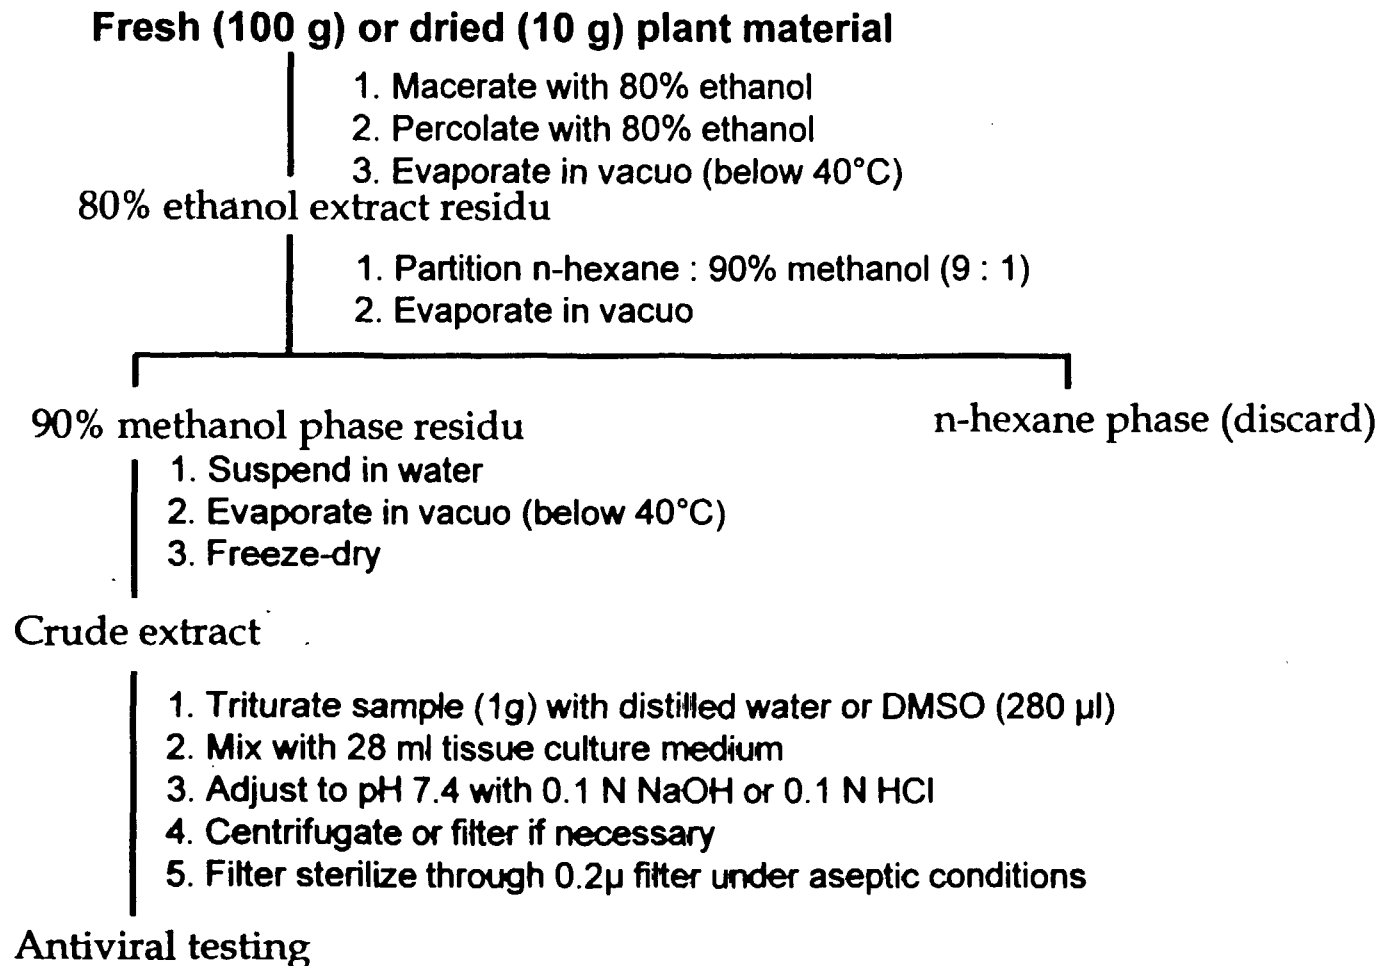 Fresh (100 g) or dried (10 g) plant material
1. Macerate with 80% ethanol
2. Percolate with 80% ethanol
3. Evaporate in vacuo (below 40°C)
80% ethanol extract residu
1. Partition n-hexane : 90% methanol (9 : 1)
2. Evaporate in vacuo
90% methanol phase residu
n-hexane phase (discard)
1. Suspend in water
2. Evaporate in vacuo (below 40°C)
3. Freeze-dry
Crude extract
1. Triturate sample (1g) with distilled water or DMSO (280 µl)
2. Mix with 28 ml tissue culture medium
3. Adjust to pH 7.4 with 0.1 N NaOH or 0.1 N HCl
4. Centrifugate or filter if necessary
5. Filter sterilize through 0.2µ filter under aseptic conditions
Antiviral testing